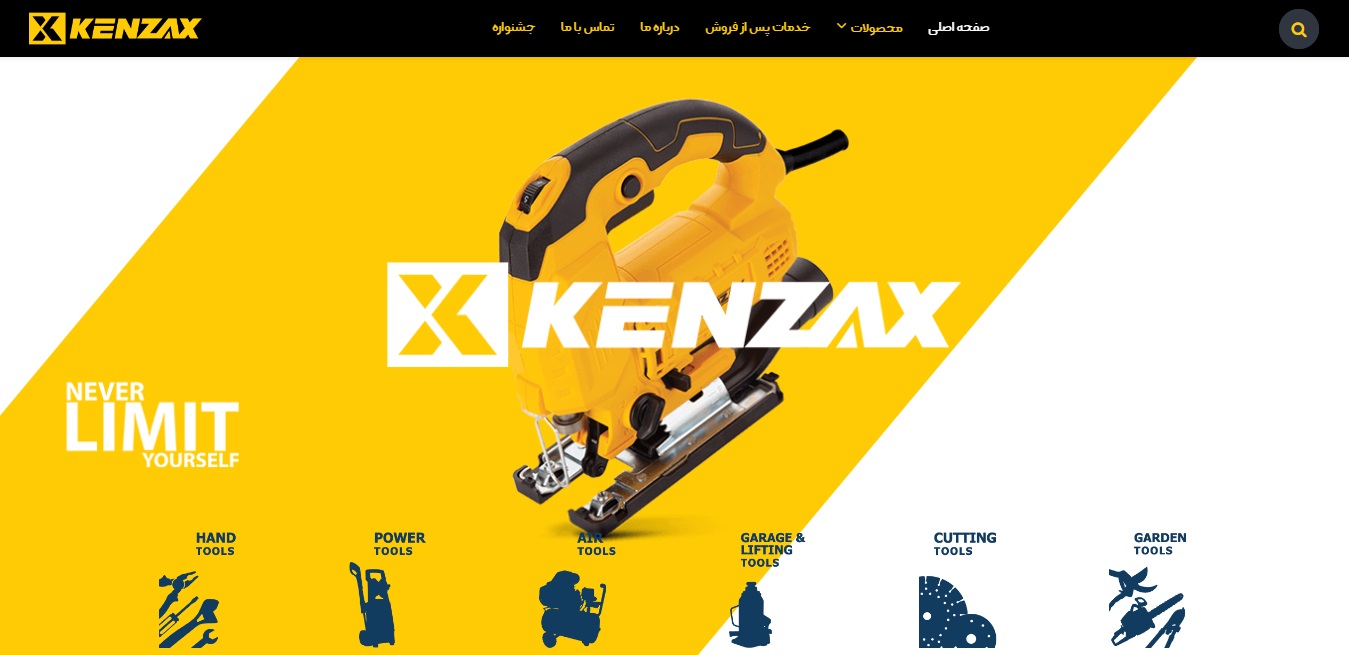 KENZAX
صفحه اصلی
محصولات
خدمات پس از فروش
درباره ما
تماس با ما
جشنواره
KENZAX
NEVER
LIMIT
YOURSELF
HAND
TOOLS
POWER
TOOLS
AIR
TOOLS
GARAGE &
LIFTING
TOOLS
CUTTING
TOOLS
GARDEN
TOOLS